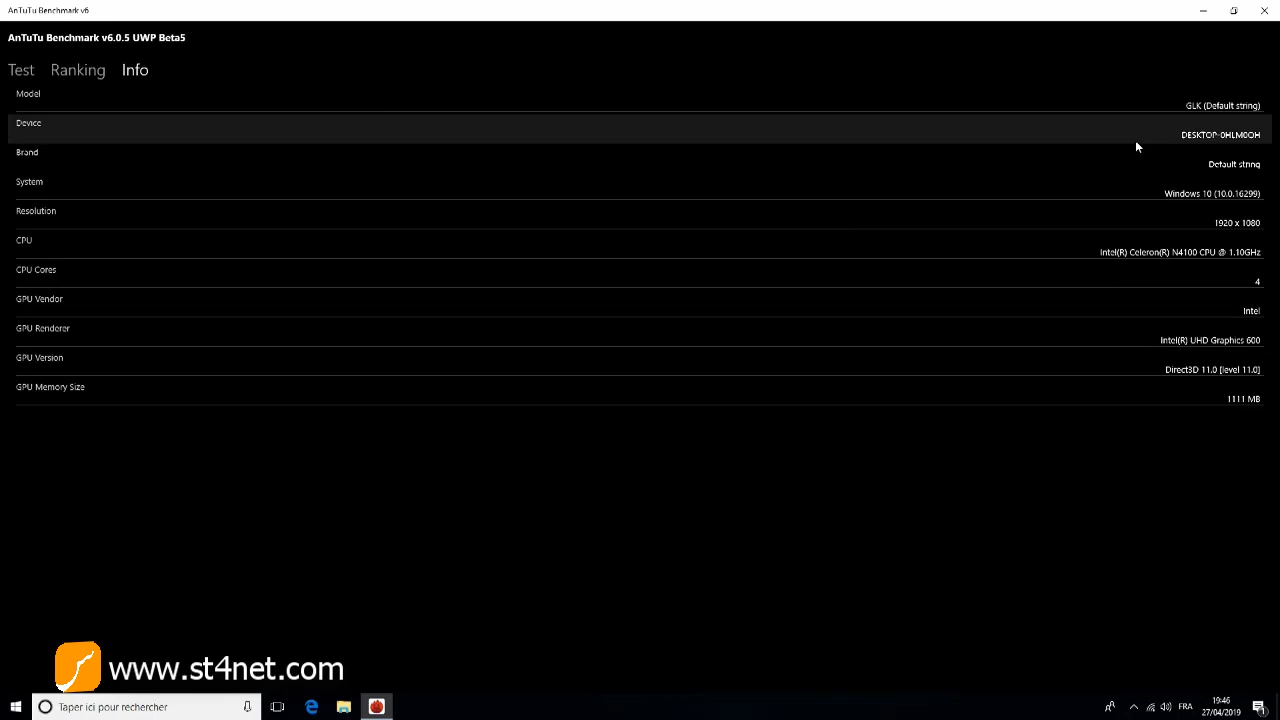 AnTuTu Benchmark v6
AnTuTu Benchmark v6.0.5 UWP Beta5
Test Ranking Info
Model
GLK (Default string)
Device
DESKTOP-0HLM0OH
Brand
Default string
System
Windows 10 (10.0.16299)
Resolution
1920 x 1080
CPU
Intel(R) Celeron(R) N4100 CPU @ 1.10GHz
CPU Cores
4
GPU Vendor
Intel
GPU Renderer
Intel(R) UHD Graphics 600
GPU Version
Direct3D 11.0 [level 11.0]
GPU Memory Size
1111 MB
www.st4net.com
Taper ici pour rechercher
FRA
19:46
27/04/2019
1